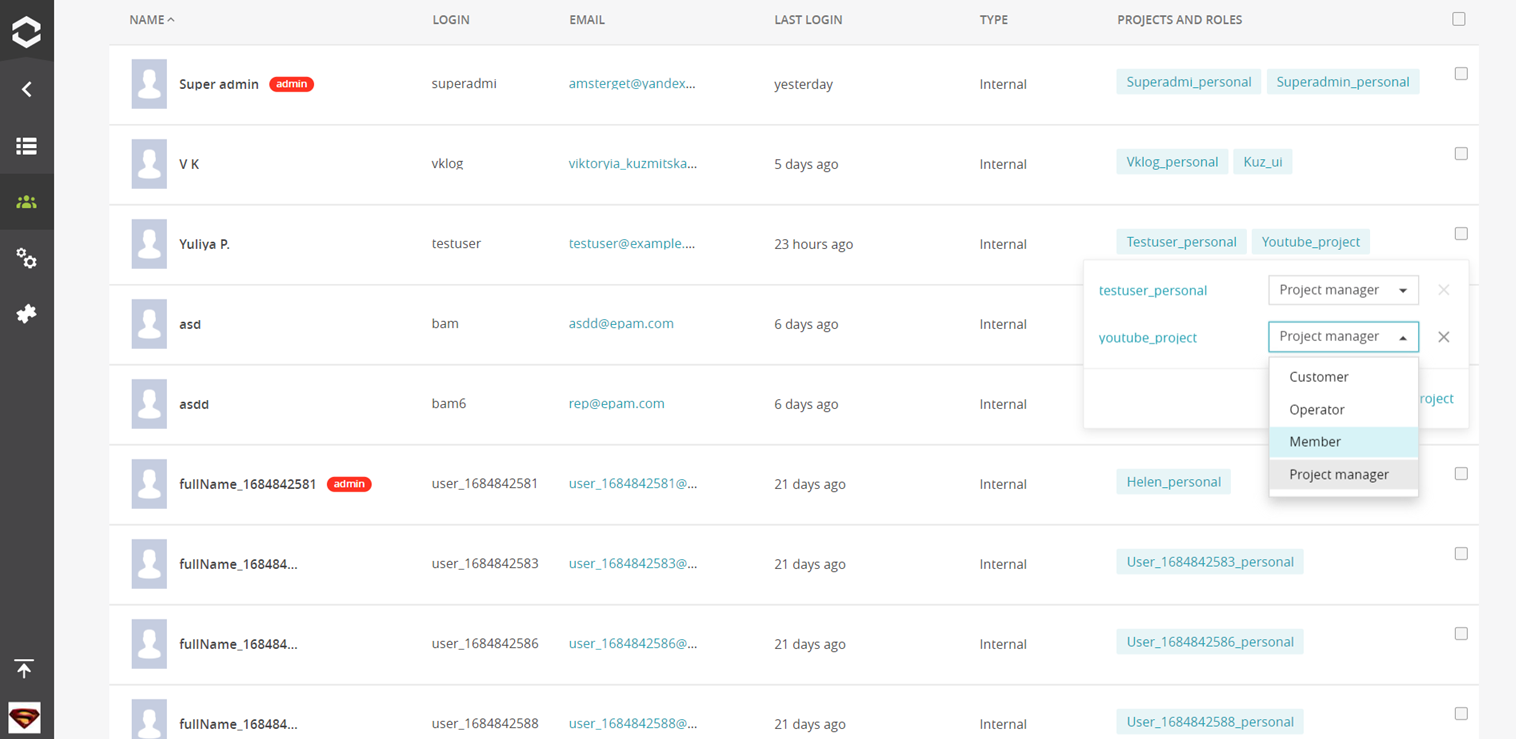 NAME LOGIN EMAIL LAST LOGIN TYPE PROJECTS AND ROLES
Super admin admin superadmi amsterget@yandex... yesterday Internal Superadmi_personal Superadmin_personal
V K vklog viktoryia_kuzmitska... 5 days ago Internal Vklog_personal Kuz_ui
Yuliya P. testuser testuser@example.... 23 hours ago Internal Testuser_personal Youtube_project
testuser_personal Project manager
asd bam asdd@epam.com 6 days ago Internal
youtube_project Project manager
Customer
asdd bam6 rep@epam.com 6 days ago Internal
roject
Operator
Member
Project manager
fullName_1684842581 admin user_1684842581 user_1684842581@... 21 days ago Internal Helen_personal
fullName_168484... user_1684842583 user_1684842583@... 21 days ago Internal User_1684842583_personal
fullName_168484... user_1684842586 user_1684842586@... 21 days ago Internal User_1684842586_personal
fullName_168484... user_1684842588 user_1684842588@... 21 days ago Internal User_1684842588_personal